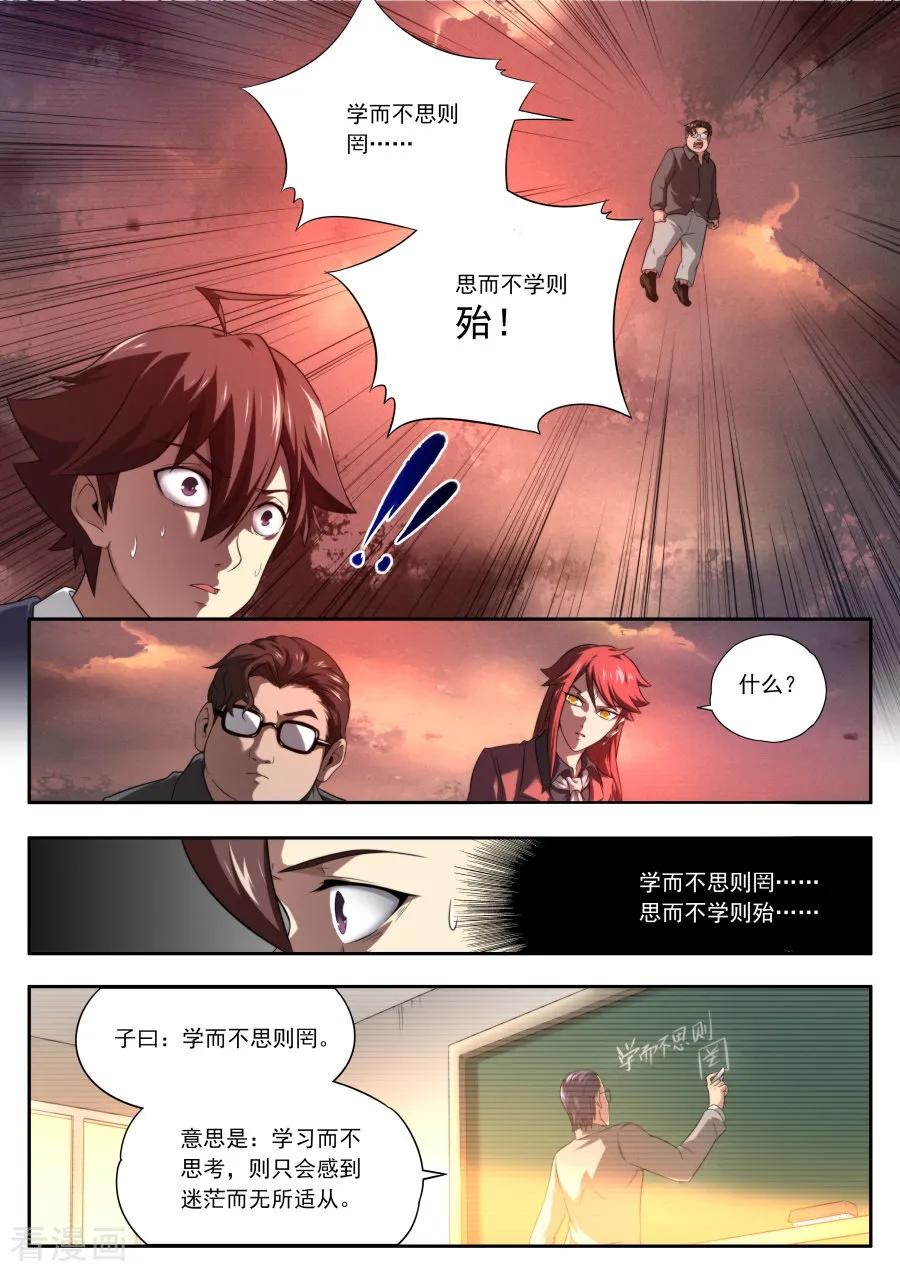 学而不思则
罔……
思而不学则
殆！
！！
什么？
学而不思则罔……
思而不学则殆……
子曰：学而不思则罔。
意思是：学习而不
思考，则只会感到
迷茫而无所适从。
学而不思则
罔
看漫画